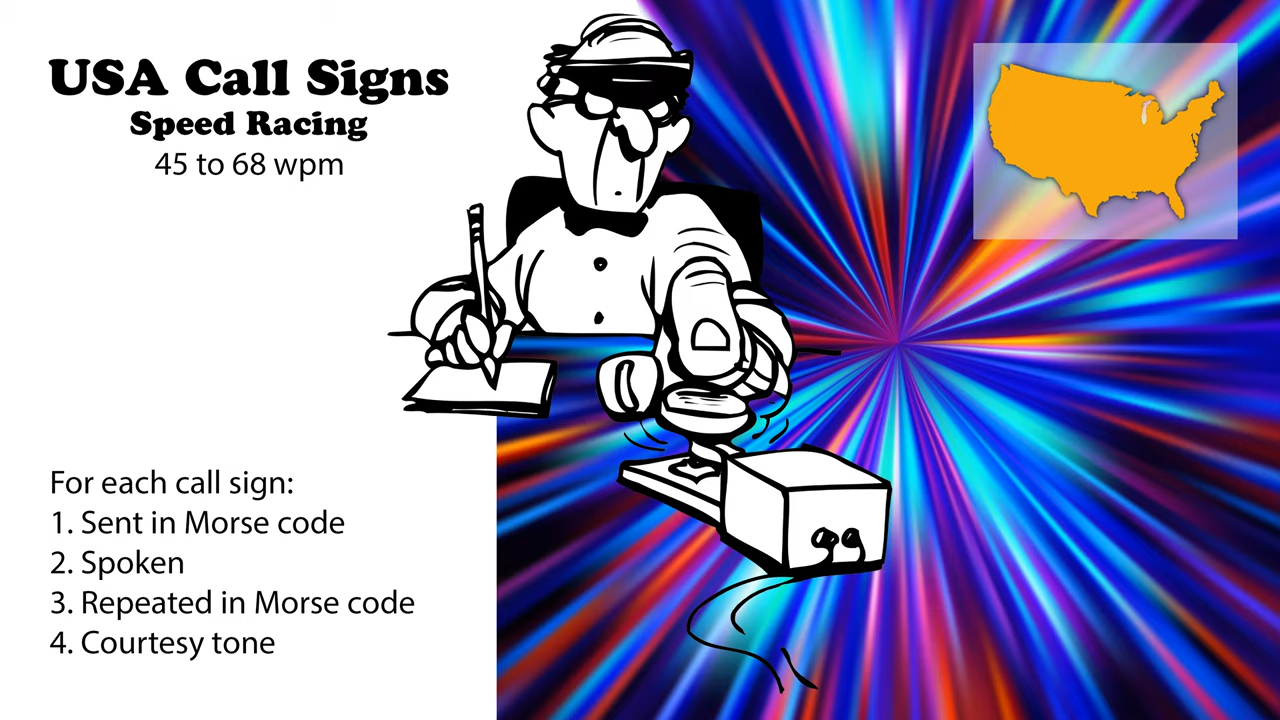 USA Call Signs
Speed Racing
45 to 68 wpm
For each call sign:
1. Sent in Morse code
2. Spoken
3. Repeated in Morse code
4. Courtesy tone